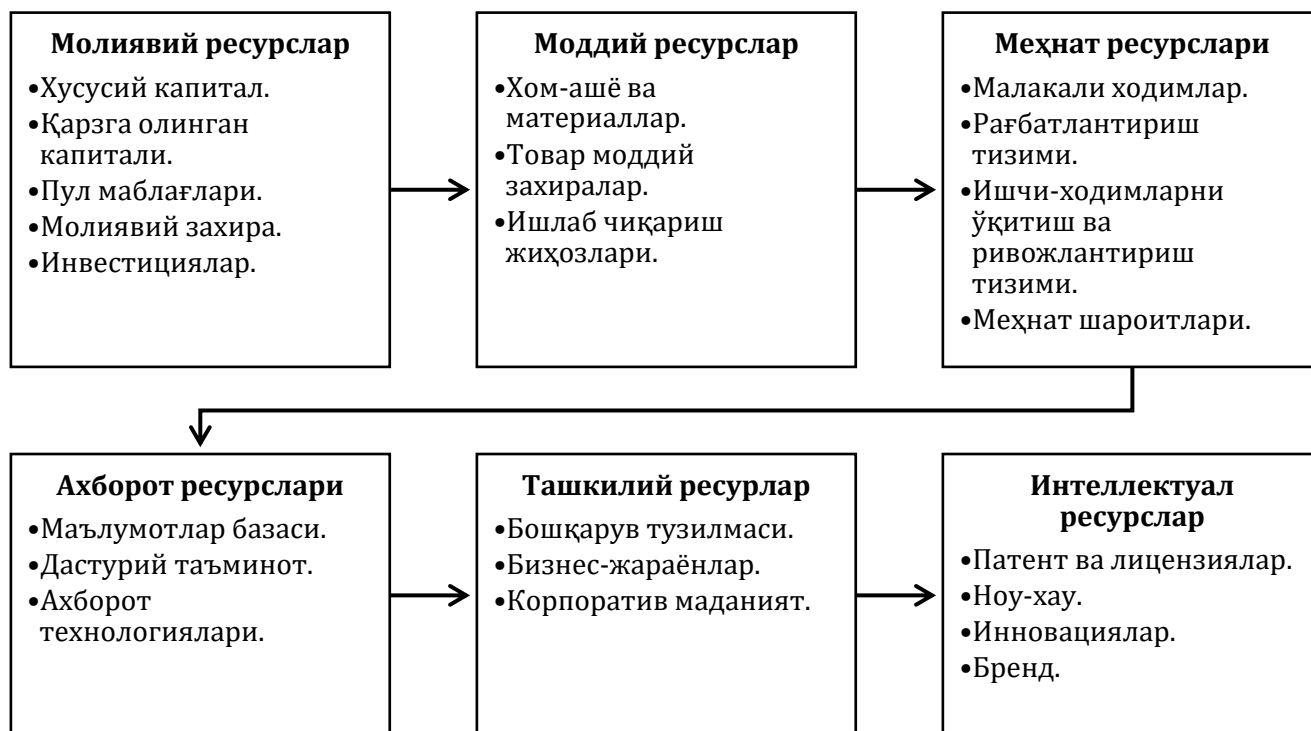 Молиявий ресурслар
•Хусусий капитал.
•Қарзга олинган
капитали.
•Пул маблағлари.
•Молиявий захира.
•Инвестициялар.
Моддий ресурслар
•Хом-ашё ва
материаллар.
•Товар моддий
захиралар.
•Ишлаб чиқариш
жиҳозлари.
Меҳнат ресурслари
•Малакали ходимлар.
•Рағбатлантириш
тизими.
•Ишчи-ходимларни
ўқитиш ва
ривожлантириш
тизими.
•Меҳнат шароитлари.
Ахборот ресурслари
•Маълумотлар базаси.
•Дастурий таъминот.
•Ахборот
технологиялари.
Ташкилий ресурлар
•Бошқарув тузилмаси.
•Бизнес-жараёнлар.
•Корпоратив маданият.
Интеллектуал
ресурслар
•Патент ва лицензиялар.
•Ноу-хау.
•Инновациялар.
•Бренд.